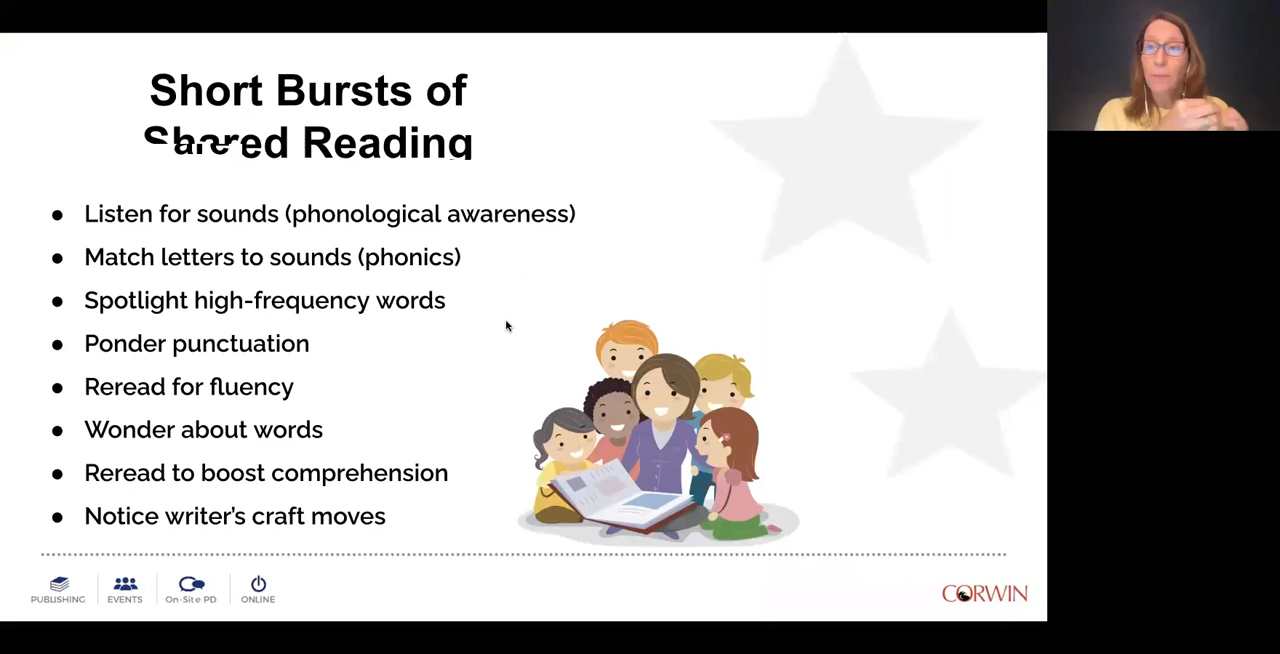 Short Bursts of
Shared Reading
● Listen for sounds (phonological awareness)
● Match letters to sounds (phonics)
● Spotlight high-frequency words
● Ponder punctuation
● Reread for fluency
● Wonder about words
● Reread to boost comprehension
● Notice writer's craft moves
PUBLISHING EVENTS On-Site PD ONLINE
CORWIN